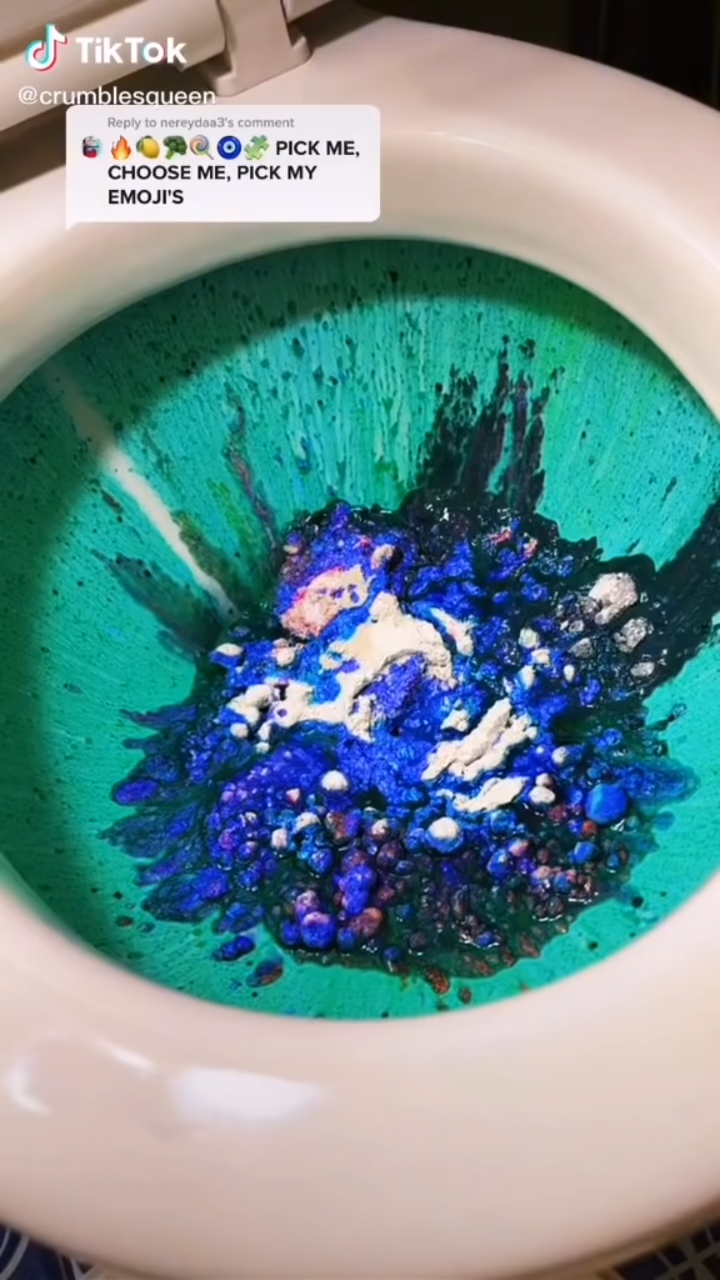 TikTok
@crumblesqueen
Reply to nereydaa3's comment
🔥🍋🥦🍭🧿🧩 PICK ME,
CHOOSE ME, PICK MY
EMOJI'S